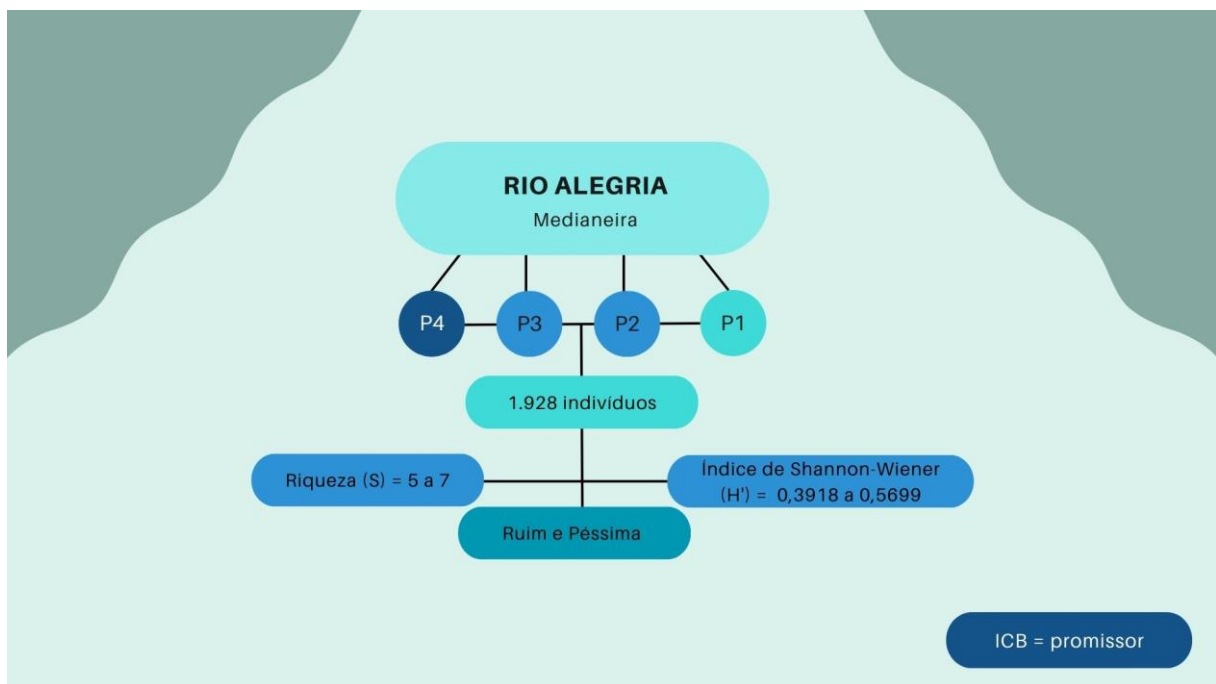 RIO ALEGRIA
Medianeira
P4
P3
P2
P1
1.928 indivíduos
Riqueza (S) = 5 a 7
Índice de Shannon-Wiener
(H') = 0,3918 a 0,5699
Ruim e Péssima
ICB = promissor